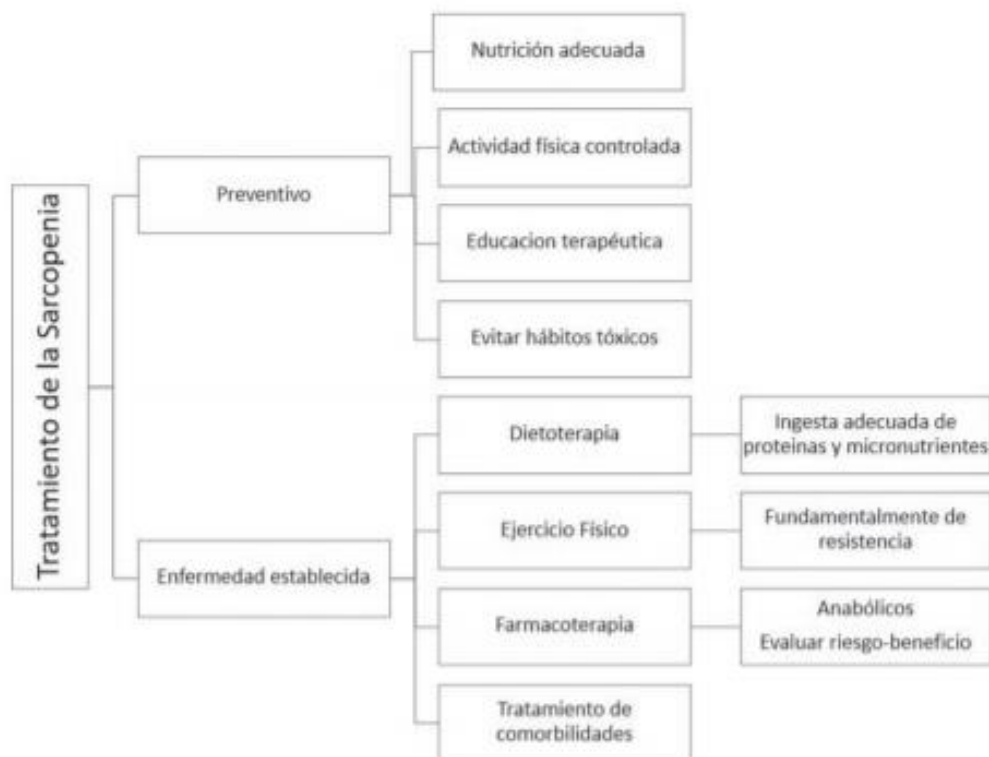 Tratamiento de la Sarcopenia
Preventivo
Nutrición adecuada
Actividad física controlada
Educacion terapéutica
Evitar hábitos tóxicos
Enfermedad establecida
Dietoterapia
Ingesta adecuada de
proteinas y micronutrientes
Ejercicio Físico
Fundamentalmente de
resistencia
Farmacoterapia
Anabólicos
Evaluar riesgo-beneficio
Tratamiento de
comorbilidades